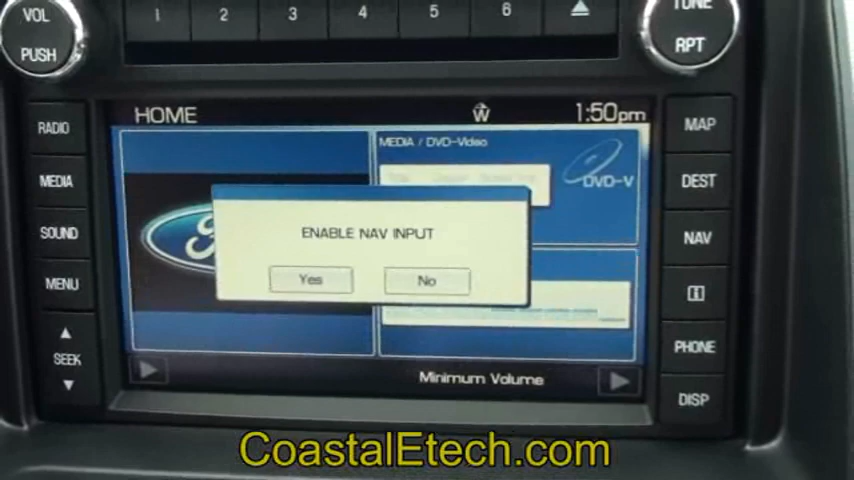 VOL
PUSH
1 2 3 4 5 6
TUNE
RPT
RADIO
MEDIA
SOUND
MENU
SEEK
HOME
W
1:50pm
MEDIA / DVD-Video
DVD-V
ENABLE NAV INPUT
Yes No
Minimum Volume
MAP
DEST
NAV
PHONE
DISP
CoastalEtech.com